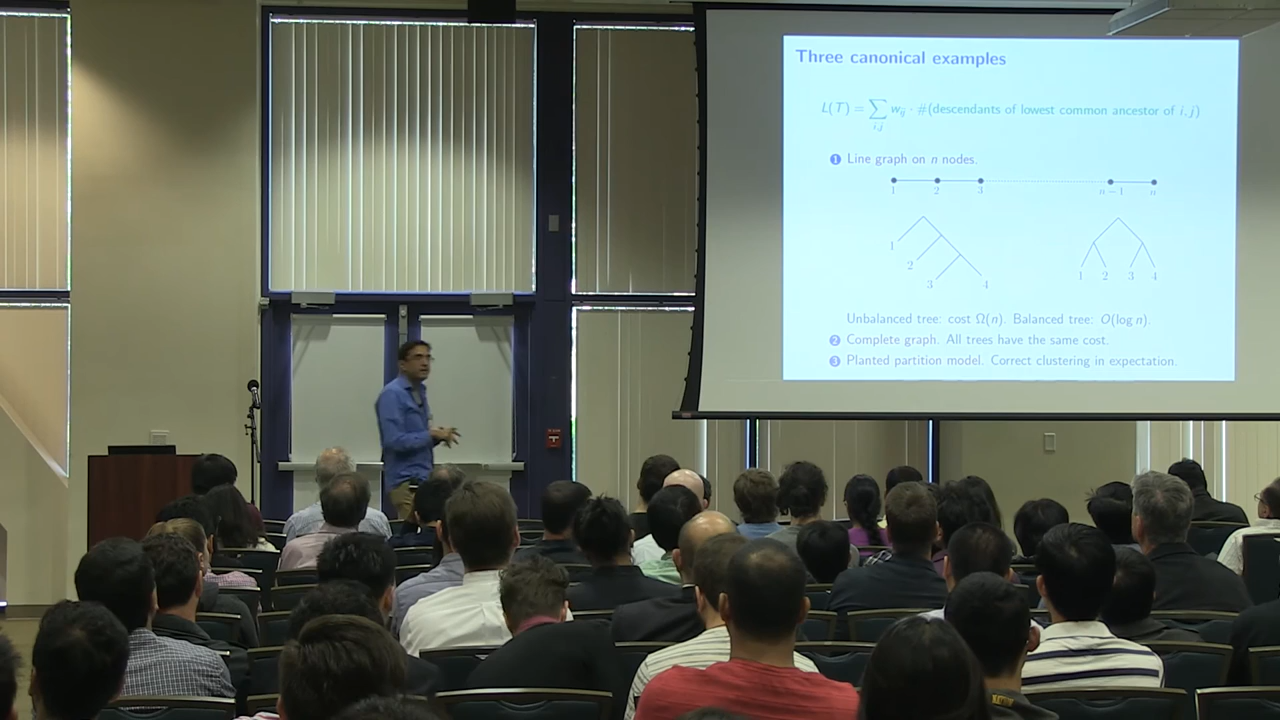 Three canonical examples
L(T) = ∑ w_ij · #(descendants of lowest common ancestor of i, j)
i,j
1 Line graph on n nodes.
1 2 3 n − 1 n
1
2
3 4
1 2 3 4
Unbalanced tree: cost Ω(n). Balanced tree: O(log n).
2 Complete graph. All trees have the same cost.
3 Planted partition model. Correct clustering in expectation.